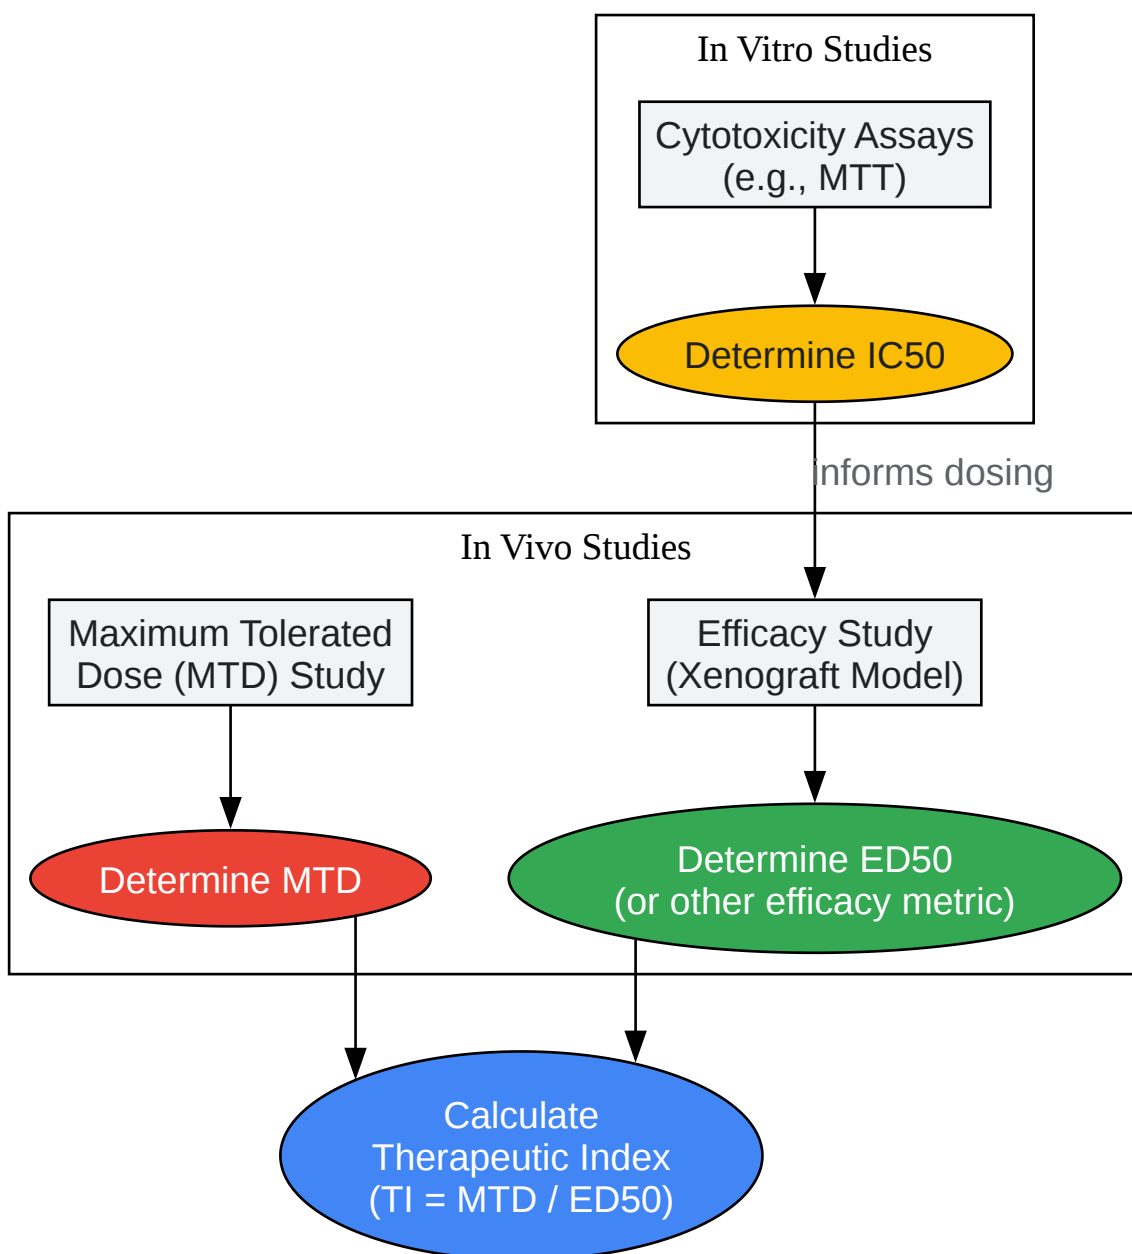 In Vitro Studies
Cytotoxicity Assays
(e.g., MTT)
Determine IC50
informs dosing
In Vivo Studies
Maximum Tolerated
Dose (MTD) Study
Efficacy Study
(Xenograft Model)
Determine MTD
Determine ED50
(or other efficacy metric)
Calculate
Therapeutic Index
(TI = MTD / ED50)